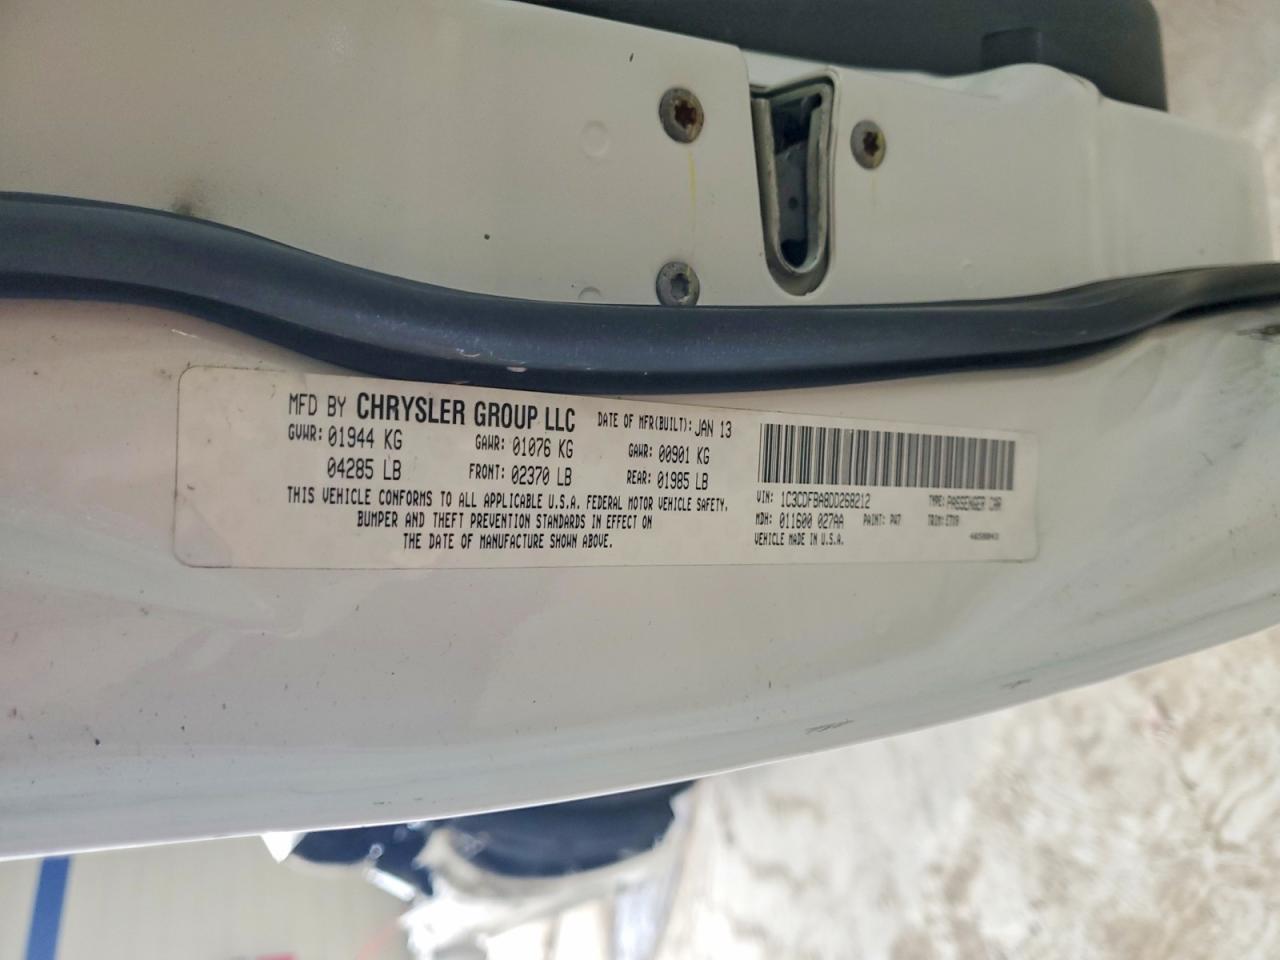 MFD BY CHRYSLER GROUP LLC DATE OF MFR(BUILT): JAN 13
GVWR: 01944 KG GAWR: 01076 KG GAWR: 00901 KG
04285 LB FRONT: 02370 LB REAR: 01985 LB
THIS VEHICLE CONFORMS TO ALL APPLICABLE U.S.A. FEDERAL MOTOR VEHICLE SAFETY,
BUMPER AND THEFT PREVENTION STANDARDS IN EFFECT ON
THE DATE OF MANUFACTURE SHOWN ABOVE.
VIN: 1C3CDFBA8DD268212 TYPE: PASSENGER CAR
MDH: 011600 027AA PAINT: PW7 TRIM:
VEHICLE MADE IN U.S.A.